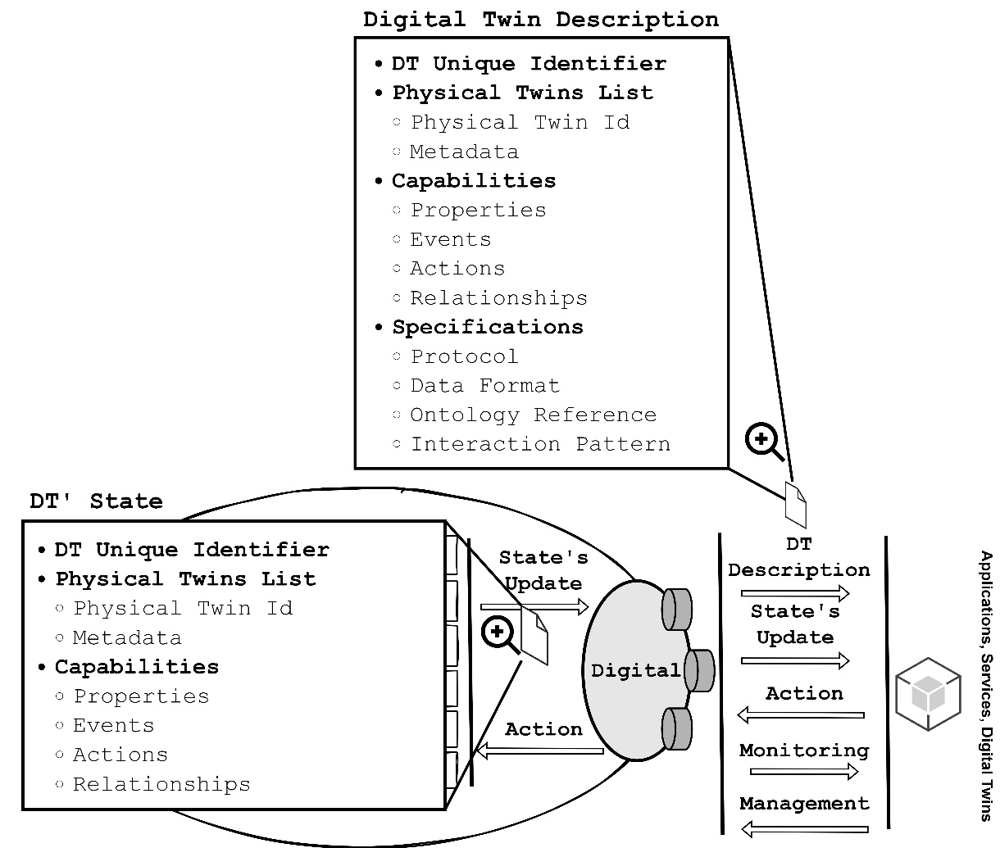 Digital Twin Description
• DT Unique Identifier
• Physical Twins List
○ Physical Twin Id
○ Metadata
• Capabilities
○ Properties
○ Events
○ Actions
○ Relationships
• Specifications
○ Protocol
○ Data Format
○ Ontology Reference
○ Interaction Pattern
DT' State
• DT Unique Identifier
• Physical Twins List
○ Physical Twin Id
○ Metadata
• Capabilities
○ Properties
○ Events
○ Actions
○ Relationships
State's
Update
Action
Digital
DT
Description
State's
Update
Action
Monitoring
Management
Applications, Services, Digital Twins